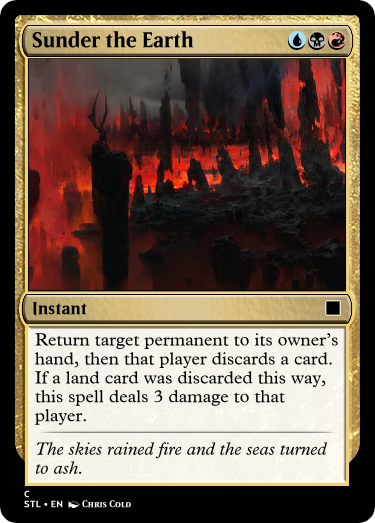 Sunder the Earth
Instant
Return target permanent to its owner's
hand, then that player discards a card.
If a land card was discarded this way,
this spell deals 3 damage to that
player.
The skies rained fire and the seas turned
to ash.
C
STL • EN Chris Cold